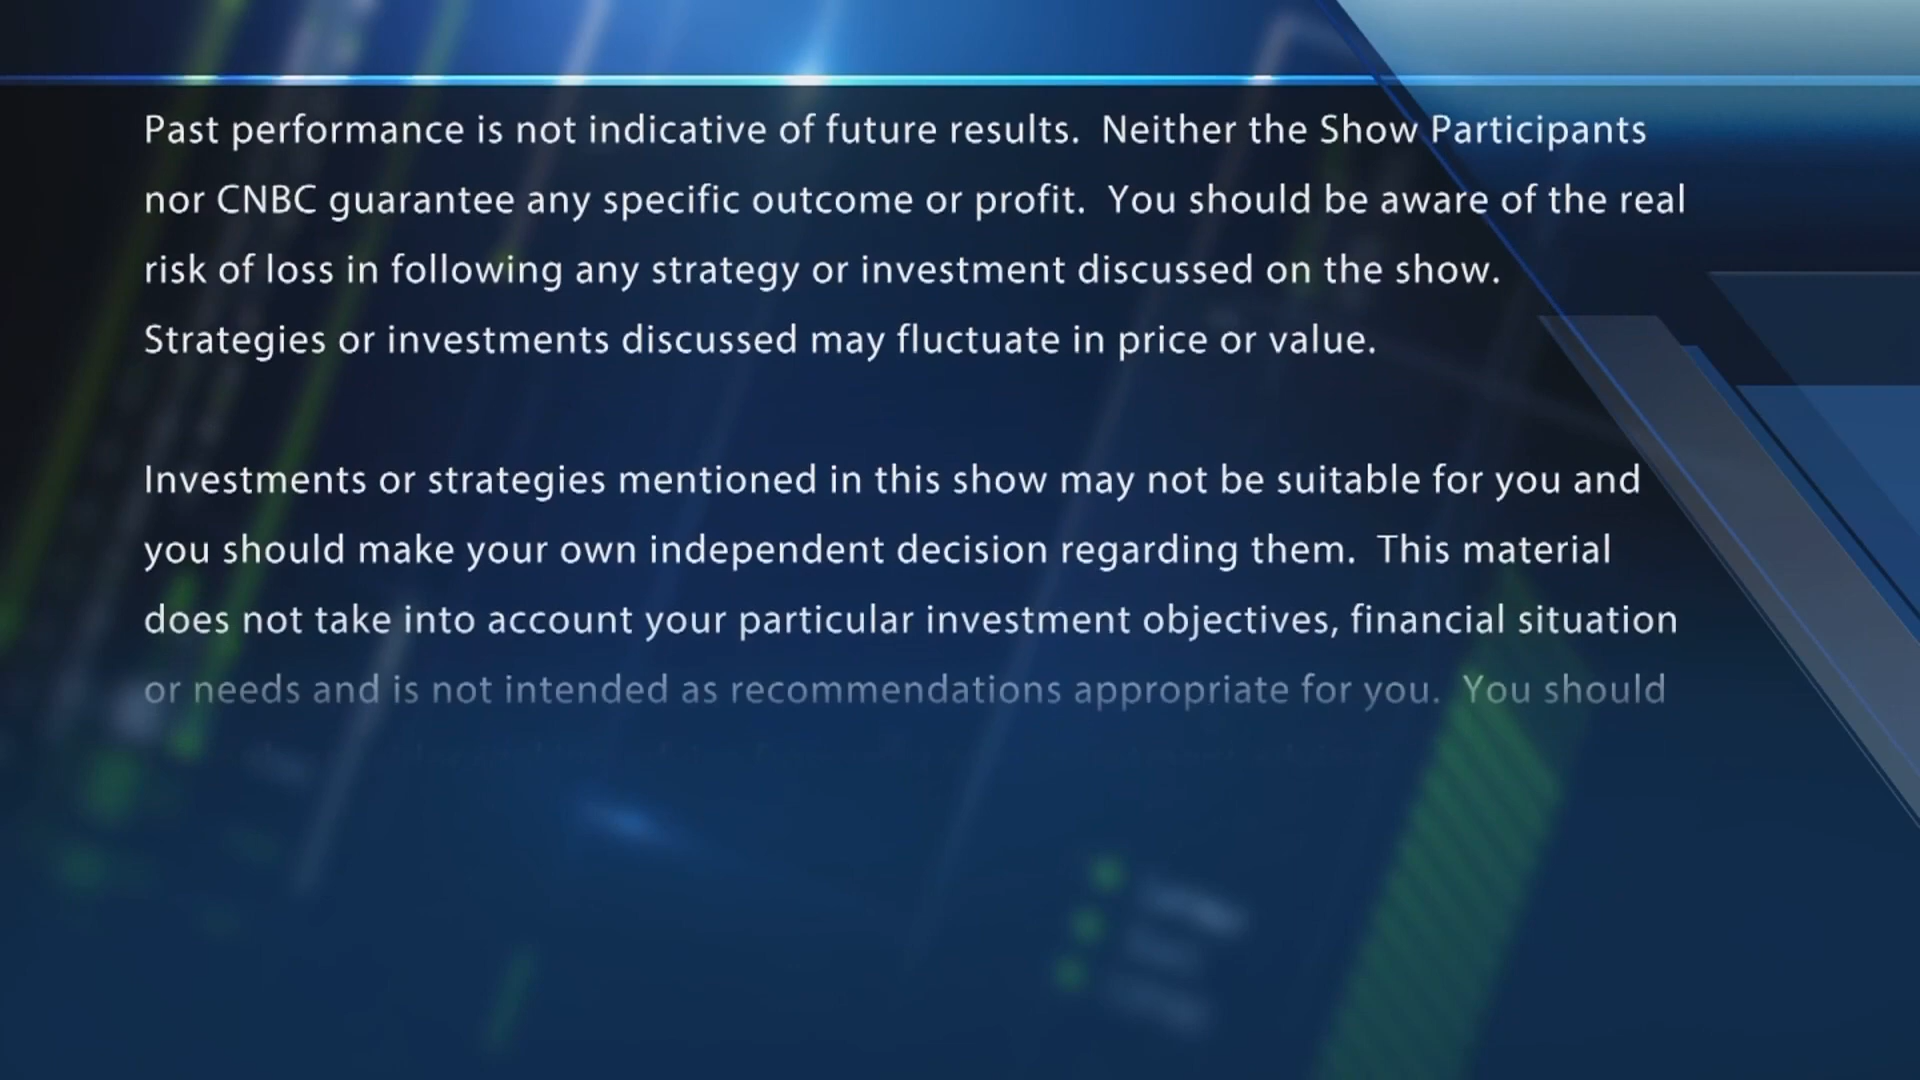 Past performance is not indicative of future results.  Neither the Show Participants
nor CNBC guarantee any specific outcome or profit.  You should be aware of the real
risk of loss in following any strategy or investment discussed on the show.
Strategies or investments discussed may fluctuate in price or value.
Investments or strategies mentioned in this show may not be suitable for you and
you should make your own independent decision regarding them.  This material
does not take into account your particular investment objectives, financial situation
or needs and is not intended as recommendations appropriate for you.  You should